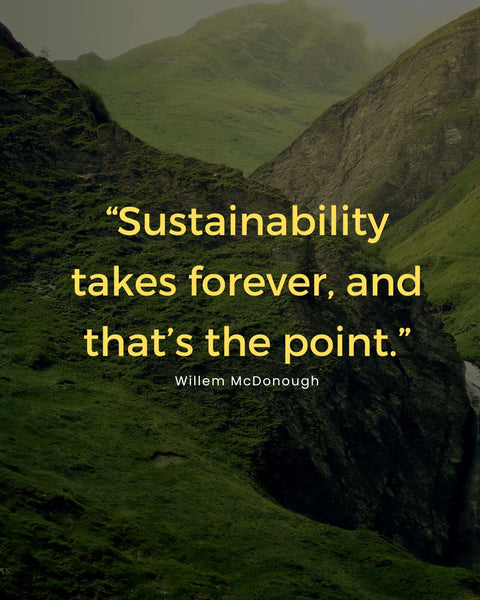 “Sustainability
takes forever, and
that’s the point.”
Willem McDonough